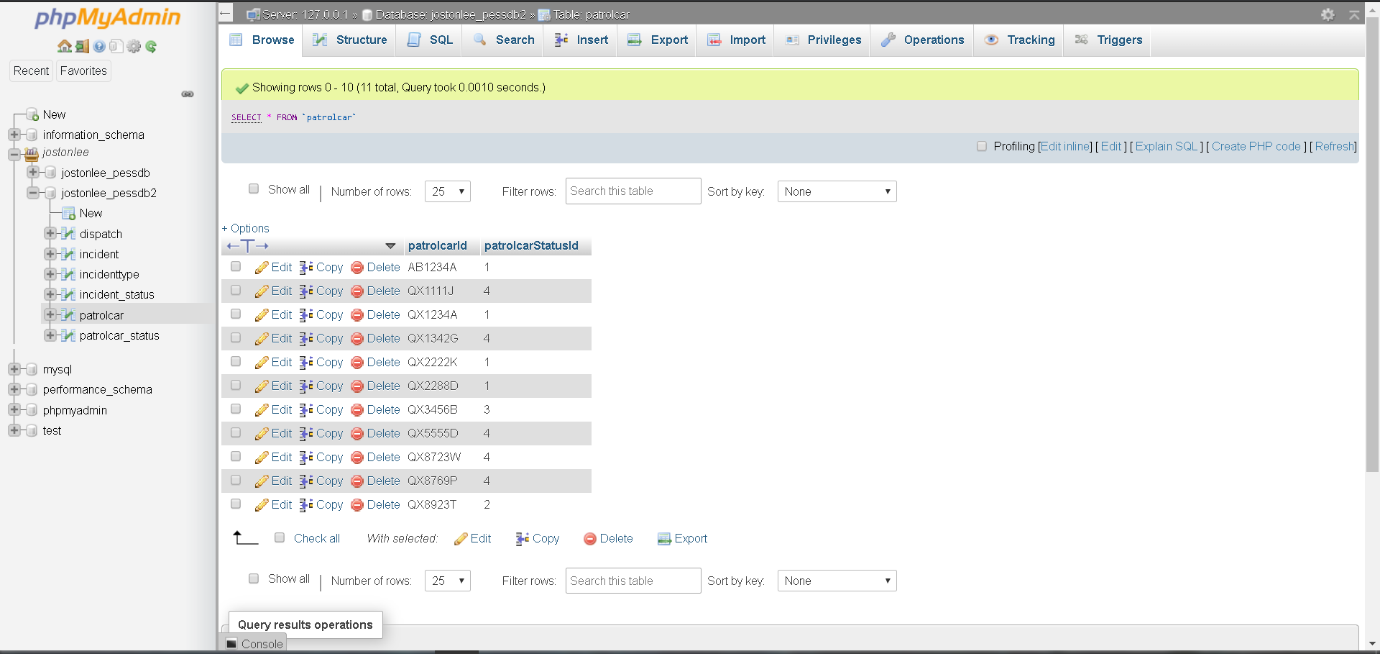 phpMyAdmin
Server: 127.0.0.1 » Database: jostonlee_pessdb2 » Table: patrolcar
Browse Structure SQL Search Insert Export Import Privileges Operations Tracking Triggers
Recent Favorites
New
information_schema
jostonlee
jostonlee_pessdb
jostonlee_pessdb2
New
dispatch
incident
incidenttype
incident_status
patrolcar
patrolcar_status
mysql
performance_schema
phpmyadmin
test
Showing rows 0 - 10 (11 total, Query took 0.0010 seconds.)
SELECT * FROM `patrolcar`
Profiling [Edit inline] [ Edit ] [ Explain SQL ] [ Create PHP code ] [ Refresh]
Show all | Number of rows: 25 Filter rows: Search this table Sort by key: None
+ Options
←T→ patrolcarId patrolcarStatusId
Edit Copy Delete AB1234A 1
Edit Copy Delete QX1111J 4
Edit Copy Delete QX1234A 1
Edit Copy Delete QX1342G 4
Edit Copy Delete QX2222K 1
Edit Copy Delete QX2288D 1
Edit Copy Delete QX3456B 3
Edit Copy Delete QX5555D 4
Edit Copy Delete QX8723W 4
Edit Copy Delete QX8769P 4
Edit Copy Delete QX8923T 2
Check all With selected: Edit Copy Delete Export
Show all | Number of rows: 25 Filter rows: Search this table Sort by key: None
Query results operations
Console